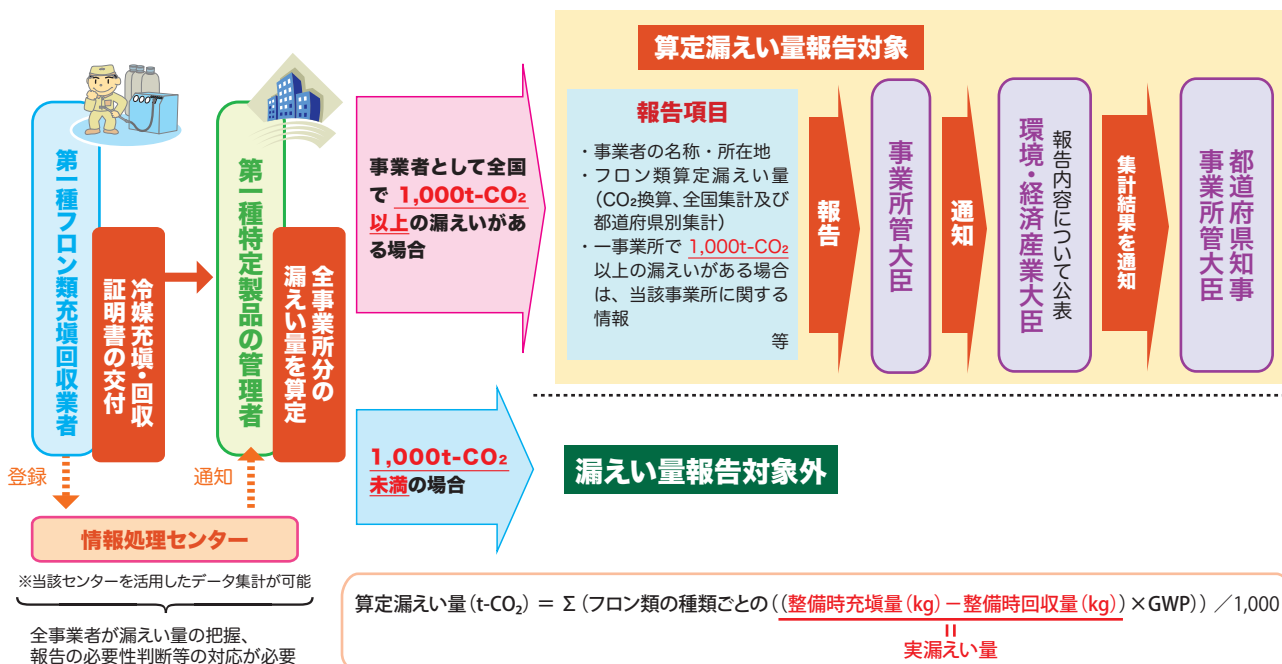 第一種フロン類充塡回収業者
冷媒充塡・回収
証明書の交付
第一種特定製品の管理者
全事業所分の
漏えい量を算定
登録
通知
情報処理センター
※当該センターを活用したデータ集計が可能
全事業者が漏えい量の把握、
報告の必要性判断等の対応が必要
事業者として全国
で 1,000t-CO₂
以上の漏えいがあ
る場合
算定漏えい量報告対象
報告項目
・事業者の名称・所在地
・フロン類算定漏えい量
（CO₂換算、全国集計及び
都道府県別集計）
・一事業所で 1,000t-CO₂
以上の漏えいがある場合
は、当該事業所に関する
情報
等
報告
事業所管大臣
通知
報告内容について公表
環境・経済産業大臣
集計結果を通知
都道府県知事
事業所管大臣
1,000t-CO₂
未満の場合
漏えい量報告対象外
算定漏えい量（t-CO₂） ＝ Σ（フロン類の種類ごとの（（整備時充塡量（kg）－整備時回収量（kg））×GWP）） ／1,000
＝
実漏えい量